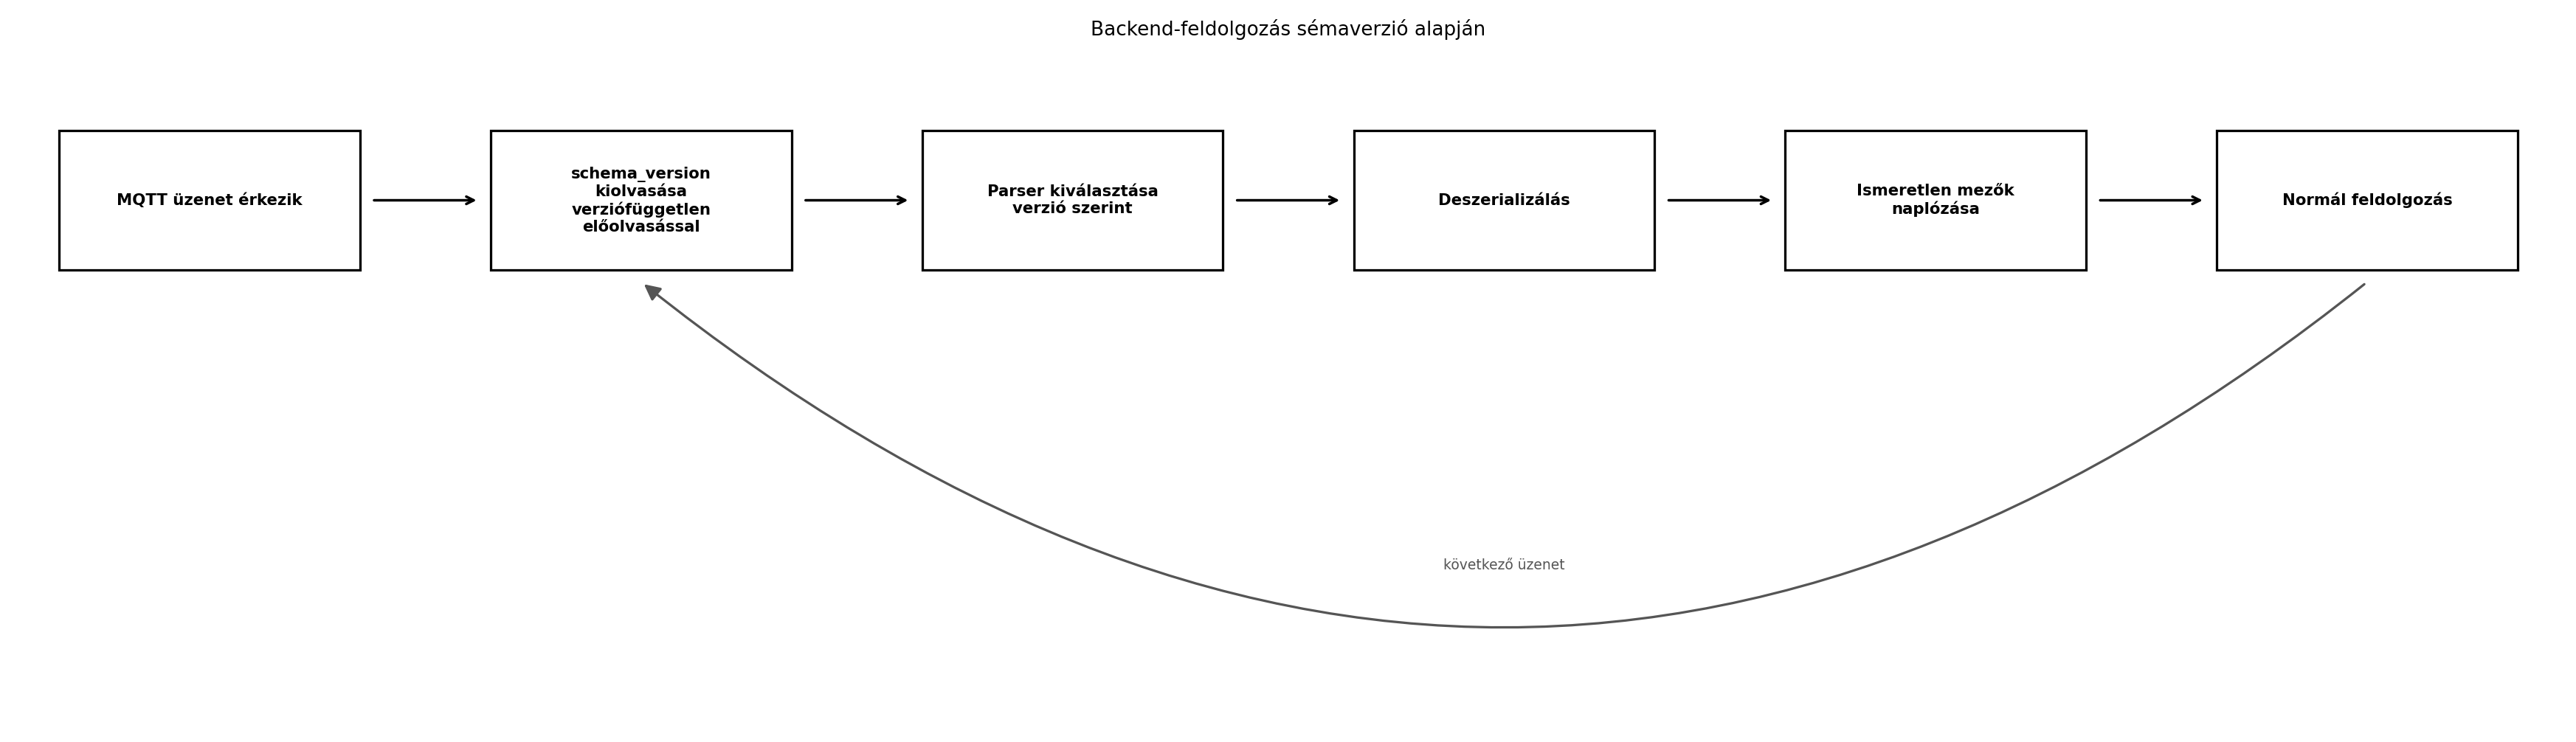 Backend-feldolgozás sémaverzió alapján
MQTT üzenet érkezik
schema_version
kiolvasása
verziófüggetlen
előolvasással
Parser kiválasztása
verzió szerint
Deszerializálás
Ismeretlen mezők
naplózása
Normál feldolgozás
következő üzenet